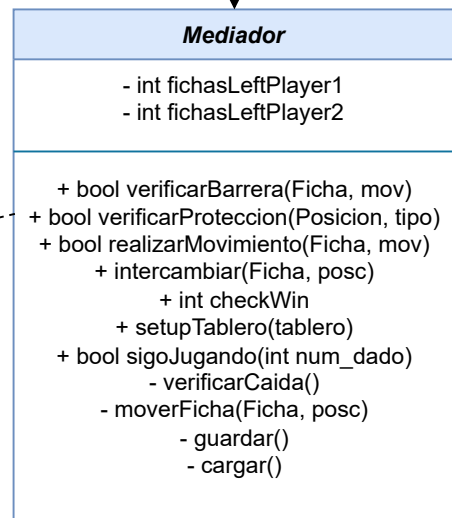 Mediador
- int fichasLeftPlayer1
- int fichasLeftPlayer2
+ bool verificarBarrera(Ficha, mov)
+ bool verificarProteccion(Posicion, tipo)
+ bool realizarMovimiento(Ficha, mov)
+ intercambiar(Ficha, posc)
+ int checkWin
+ setupTablero(tablero)
+ bool sigoJugando(int num_dado)
- verificarCaida()
- moverFicha(Ficha, posc)
- guardar()
- cargar()